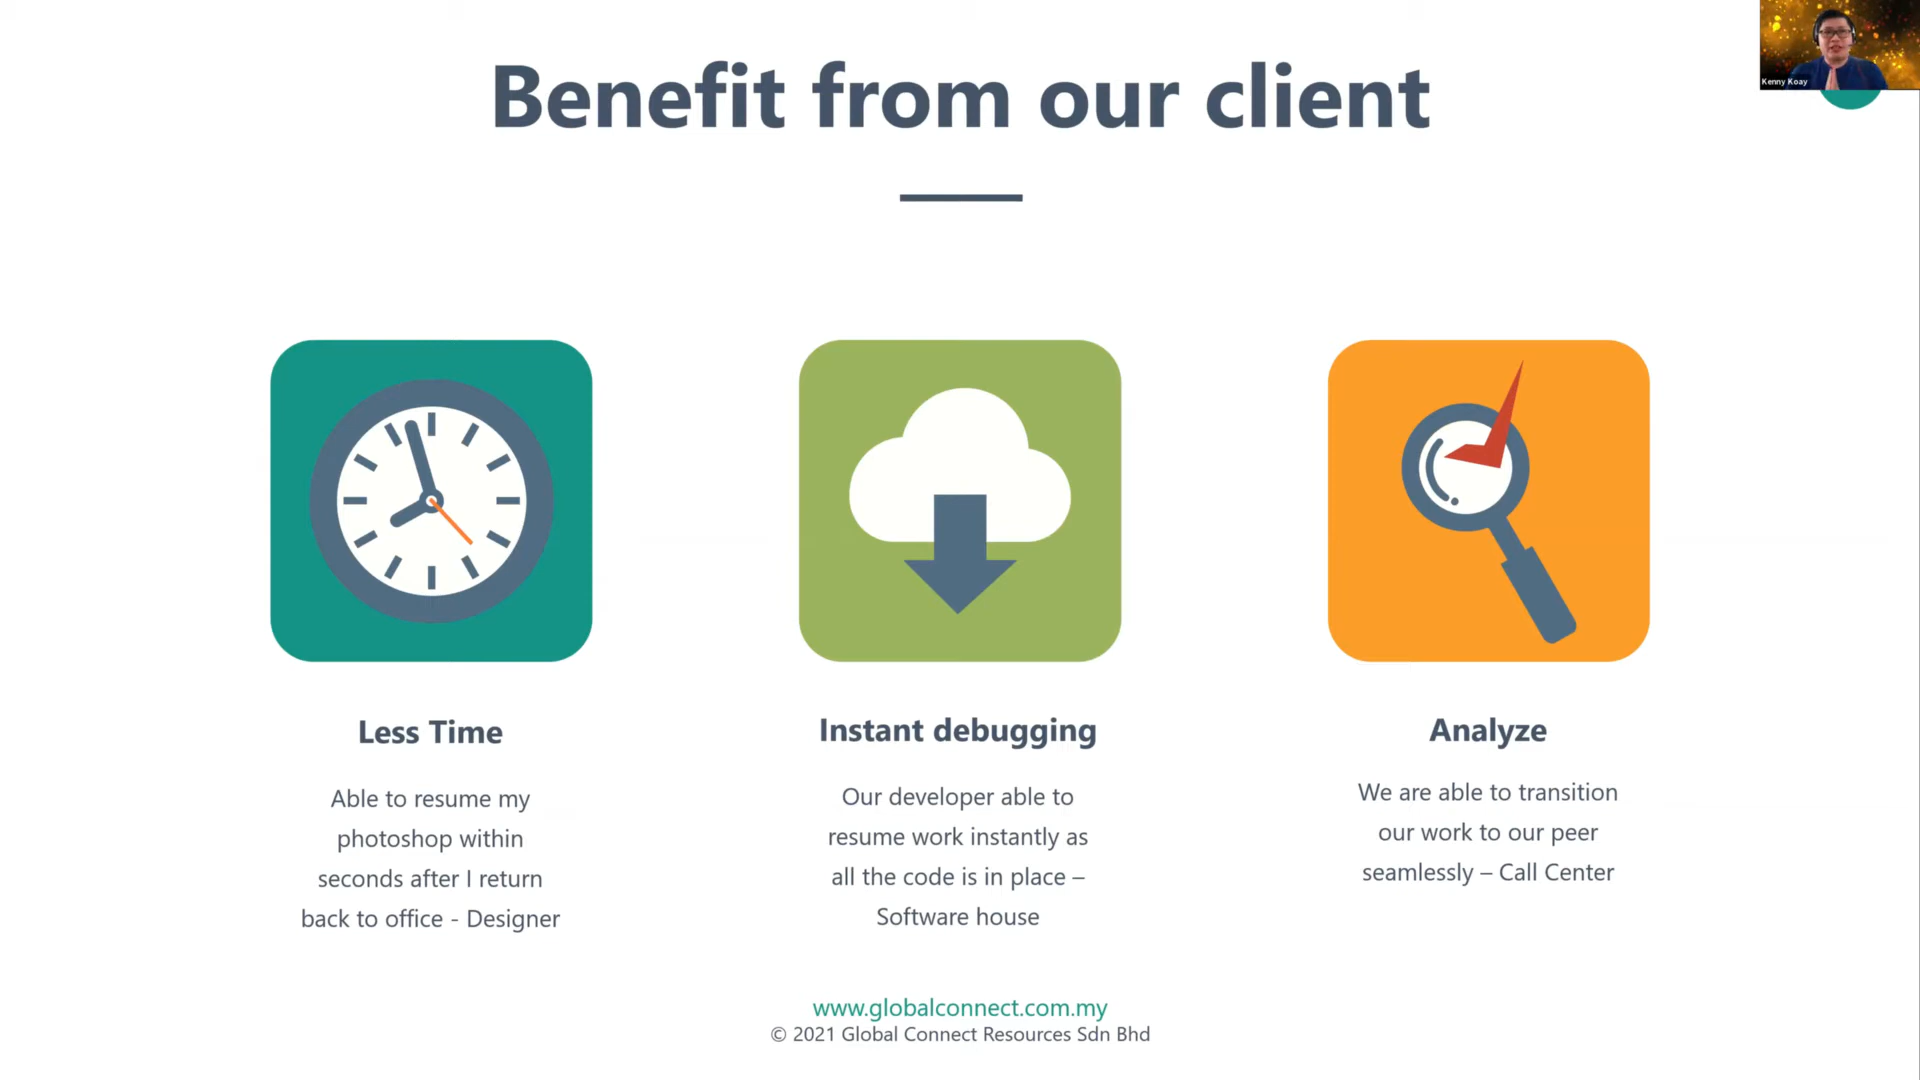 Benefit from our client
Kenny Koay
Less Time
Able to resume my
photoshop within
seconds after I return
back to office - Designer
Instant debugging
Our developer able to
resume work instantly as
all the code is in place –
Software house
Analyze
We are able to transition
our work to our peer
seamlessly – Call Center
www.globalconnect.com.my
© 2021 Global Connect Resources Sdn Bhd